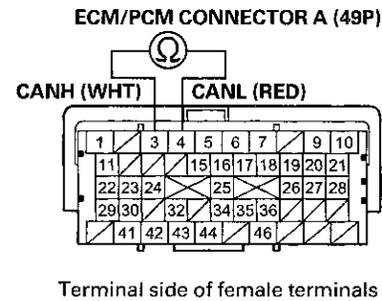 ECM/PCM CONNECTOR A (49P)
Ω
CANH (WHT) CANL (RED)
1 3 4 5 6 7 9 10
11 15 16 17 18 19 20 21
22 23 24 25 26 27 28
29 30 32 34 35 36
41 42 43 44 46
Terminal side of female terminals